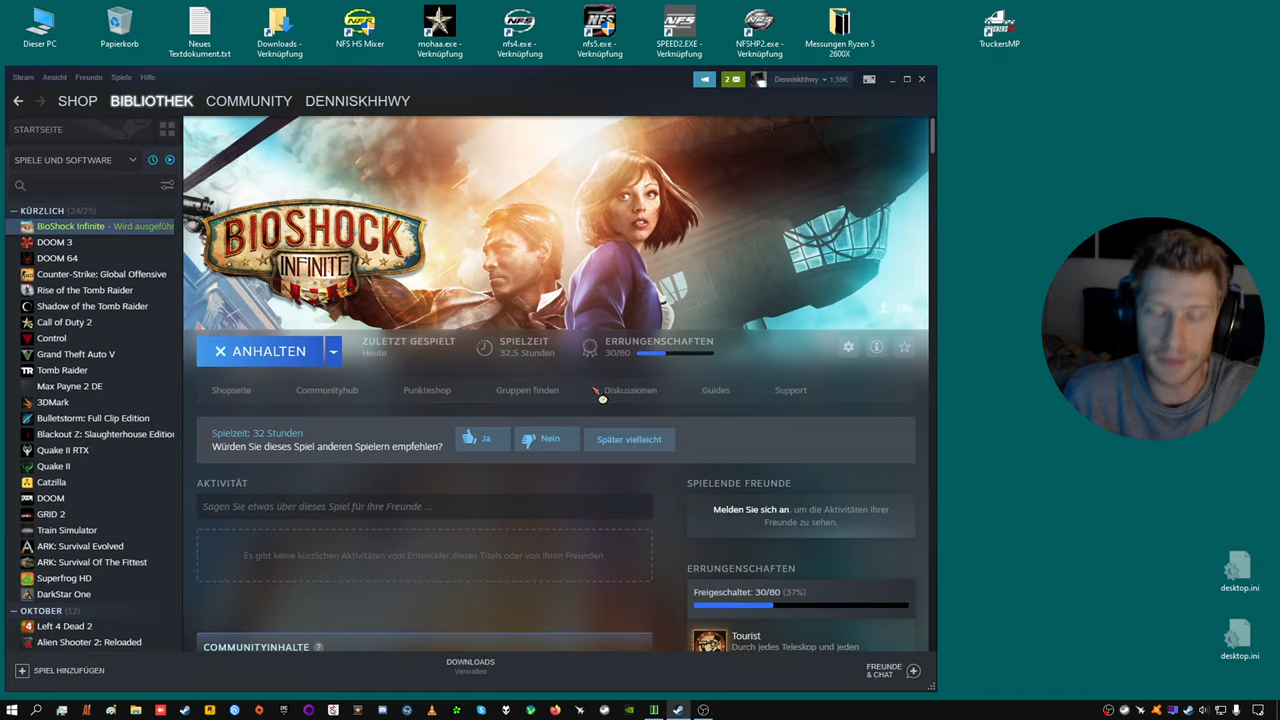 Dieser PC
Papierkorb
Neues
Textdokument.txt
Downloads -
Verknüpfung
NFS HS Mixer
mohaa.exe -
Verknüpfung
nfs4.exe -
Verknüpfung
nfs5.exe -
Verknüpfung
SPEED2.EXE -
Verknüpfung
NFSHP2.exe -
Verknüpfung
Messungen Ryzen 5
2600X
TruckersMP
Steam Ansicht Freunde Spiele Hilfe
2
Denniskhhwy 1,59€
SHOP BIBLIOTHEK COMMUNITY DENNISKHHWY
STARTSEITE
SPIELE UND SOFTWARE
KÜRZLICH (24/25)
BioShock Infinite - Wird ausgeführ
DOOM 3
DOOM 64
Counter-Strike: Global Offensive
Rise of the Tomb Raider
Shadow of the Tomb Raider
Call of Duty 2
Control
Grand Theft Auto V
Tomb Raider
Max Payne 2 DE
3DMark
Bulletstorm: Full Clip Edition
Blackout Z: Slaughterhouse Edition
Quake II RTX
Quake II
Catzilla
DOOM
GRID 2
Train Simulator
ARK: Survival Evolved
ARK: Survival Of The Fittest
Superfrog HD
DarkStar One
OKTOBER (12)
Left 4 Dead 2
Alien Shooter 2: Reloaded
SPIEL HINZUFÜGEN
BIOSHOCK
INFINITE
ANHALTEN
ZULETZT GESPIELT
Heute
SPIELZEIT
32,5 Stunden
ERRUNGENSCHAFTEN
30/80
Shopseite Communityhub Punkteshop Gruppen finden Diskussionen Guides Support
Spielzeit: 32 Stunden
Würden Sie dieses Spiel anderen Spielern empfehlen?
Ja Nein Später vielleicht
AKTIVITÄT
Sagen Sie etwas über dieses Spiel für Ihre Freunde ...
Es gibt keine kürzlichen Aktivitäten vom Entwickler dieses Titels oder von Ihren Freunden.
COMMUNITYINHALTE ?
SPIELENDE FREUNDE
Melden Sie sich an, um die Aktivitäten Ihrer
Freunde zu sehen.
ERRUNGENSCHAFTEN
Freigeschaltet: 30/80 (37%)
Tourist
Durch jedes Teleskop und jeden
DOWNLOADS
Verwalten
FREUNDE
& CHAT
desktop.ini
desktop.ini